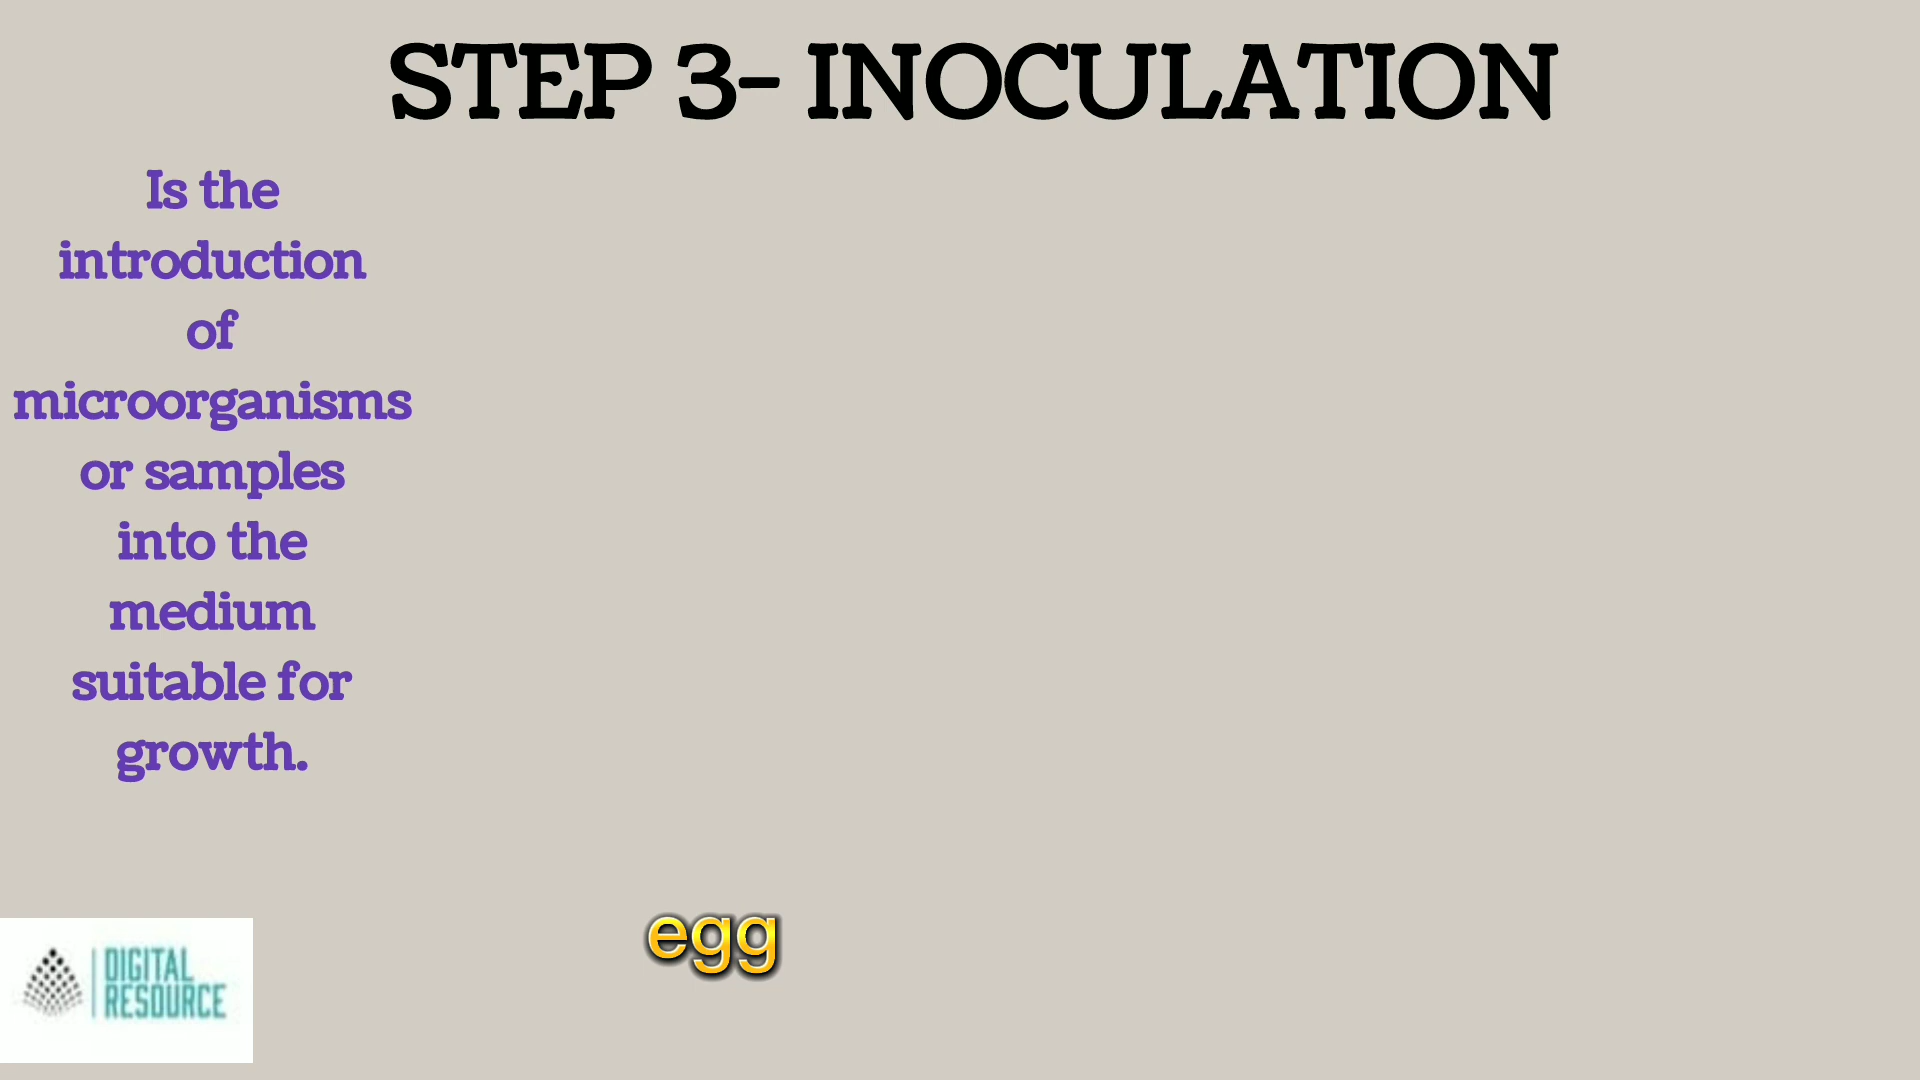 STEP 3- INOCULATION
Is the
introduction
of
microorganisms
or samples
into the
medium
suitable for
growth.
egg
DIGITAL
RESOURCE